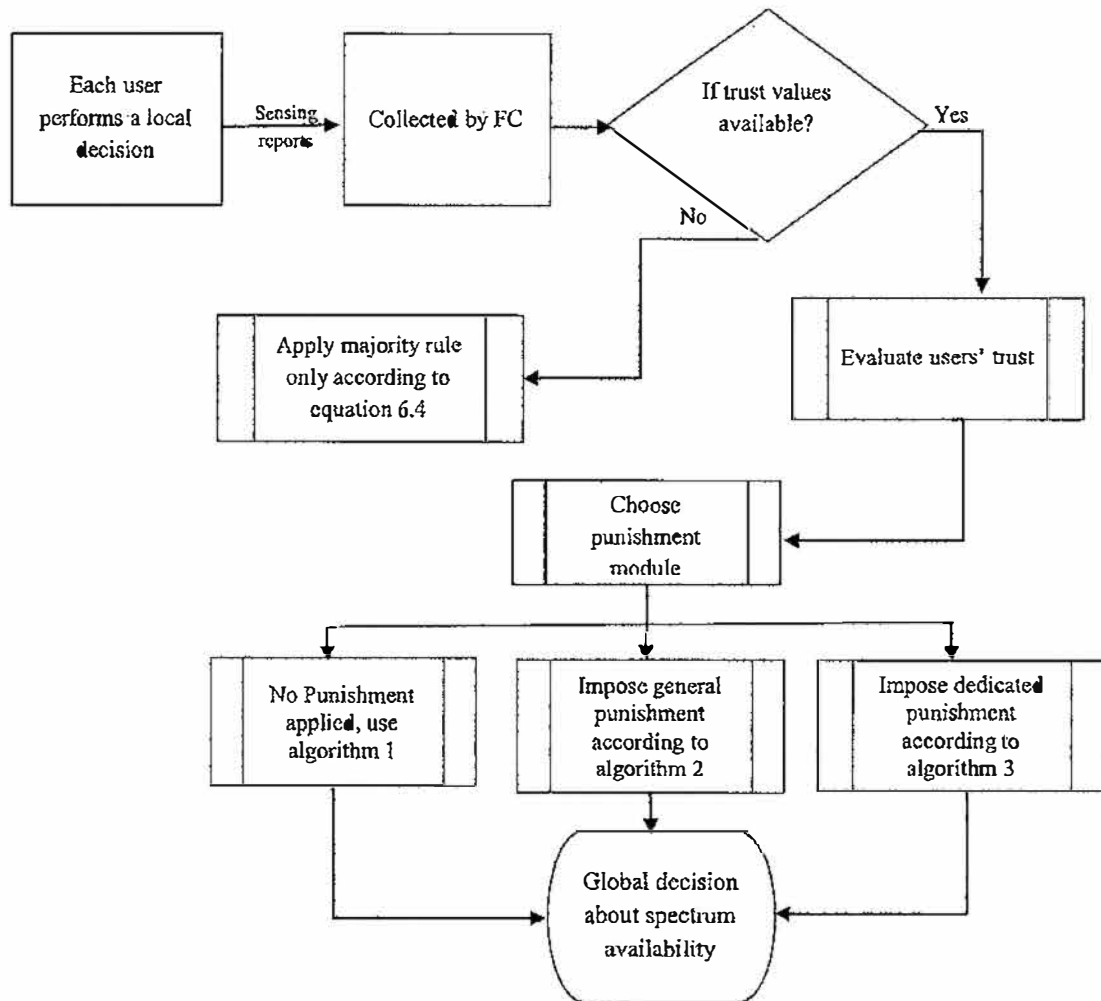 Each user
performs a local
decision
Sensing
reports
Collected by FC
If trust values
available?
Yes
No
Apply majority rule
only according to
equation 6.4
Evaluate users' trust
Choose
punishment
module
No Punishment
applied, use
algorithm 1
Impose general
punishment
according to
algorithm 2
Impose dedicated
punishment
according to
algorithm 3
Global decision
about spectrum
availability